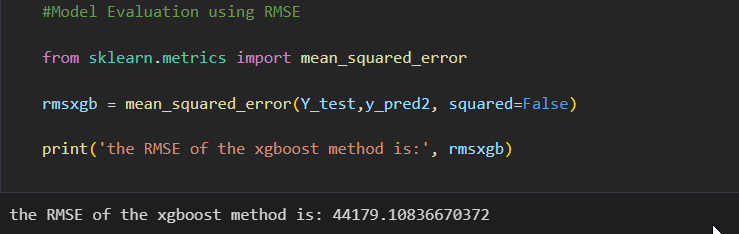 #Model Evaluation using RMSE
from sklearn.metrics import mean_squared_error
rmsxgb = mean_squared_error(Y_test,y_pred2, squared=False)
print('the RMSE of the xgboost method is:', rmsxgb)
the RMSE of the xgboost method is: 44179.10836670372